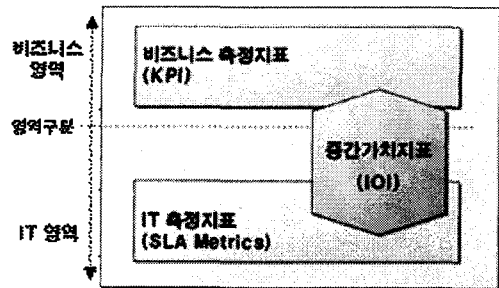 비즈니스
영역
영역구분
IT 영역
비즈니스 측정지표
(KPI)
중간가치지표
(IOI)
IT 측정지표
(SLA Metrics)